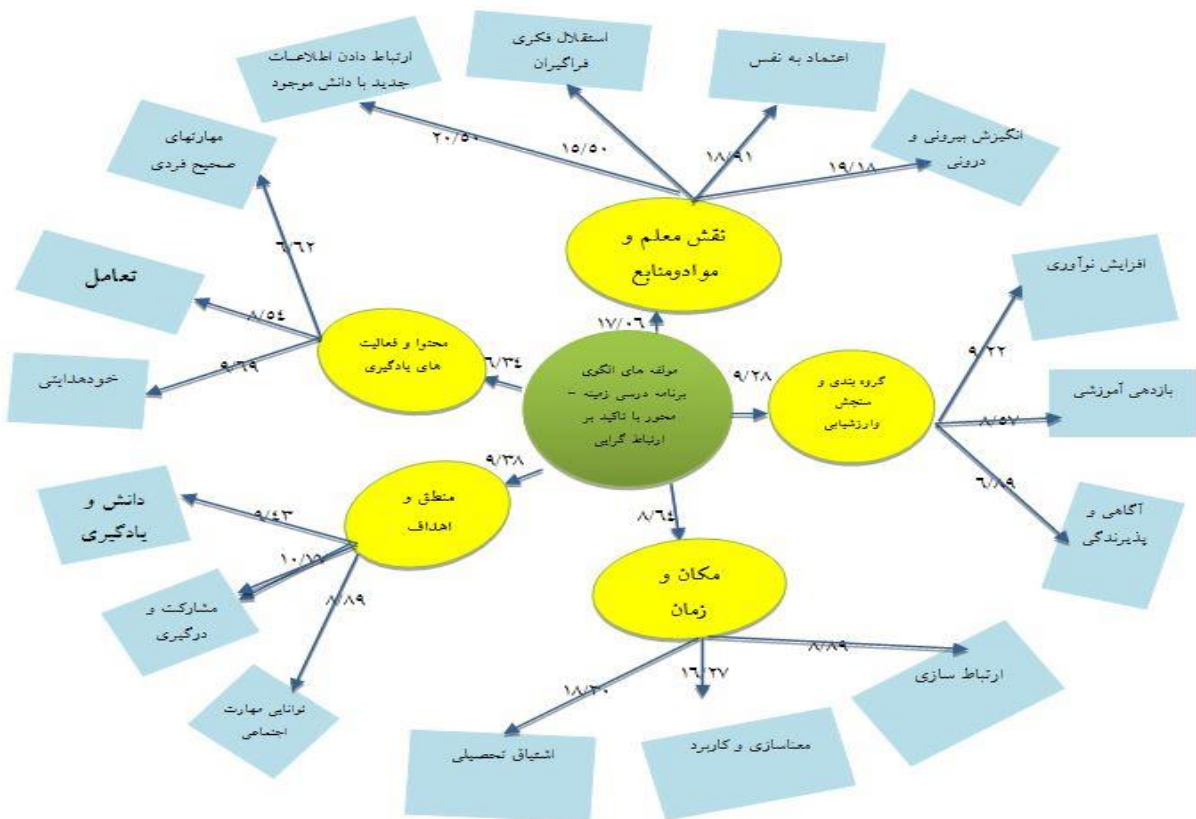 ارتباط دادن اطلاعات
جدید با دانش موجود
استقلال فکری
فراگیران
اعتماد به نفس
انگیزش بیرونی و
درونی
۲۰/۵۰
۱۵/۵۰
۱۸/۹۱
۱۹/۱۸
نقش معلم و
موادومنابع
۱۷/۰۶
مهارتهای
صحیح فردی
تعامل
خودهدایتی
۶/۶۲
۸/۵۴
۹/۶۹
محتوا و فعالیت
های یادگیری
۶/۳۴
مولفه های الگوی
برنامه درسی زمینه –
محور با تاکید بر
ارتباط گرایی
۹/۲۸
گروه بندی و
سنجش
وارزشیابی
افزایش نوآوری
بازدهی آموزشی
آگاهی و
پذیرندگی
۹/۲۲
۸/۵۷
۶/۸۹
۹/۳۸
منطق و
اهداف
دانش و
یادگیری
مشارکت و
درگیری
توانایی مهارت
اجتماعی
۹/۴۳
۱۰/۱۹
۸/۸۹
۸/۶۴
مکان و
زمان
۸/۸۹
۱۶/۲۷
۱۸/۳۰
ارتباط سازی
معناسازی و کاربرد
اشتیاق تحصیلی